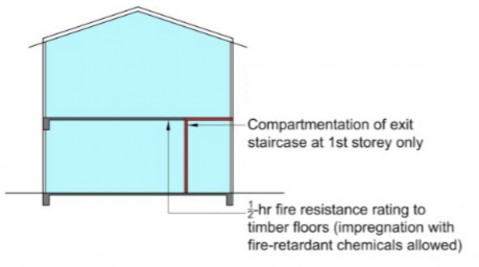 Compartmentation of exit
staircase at 1st storey only
½-hr fire resistance rating to
timber floors (impregnation with
fire-retardant chemicals allowed)